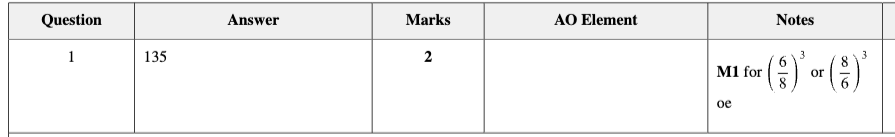 Question Answer Marks AO Element Notes
1 135 2 M1 for (6/8)³ or (8/6)³
oe